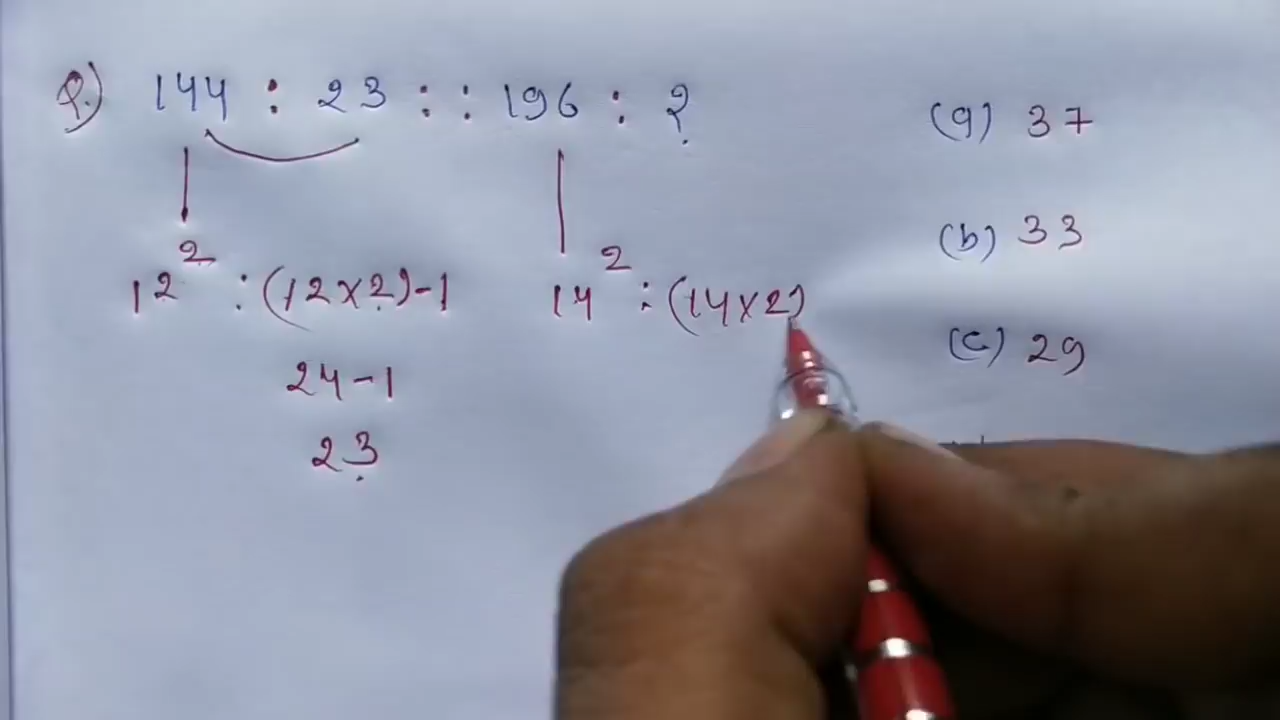 Q.) 144 : 23 :: 196 : ?
12² : (12×2)-1
24-1
23
14² : (14×2)
(a) 37
(b) 33
(c) 29